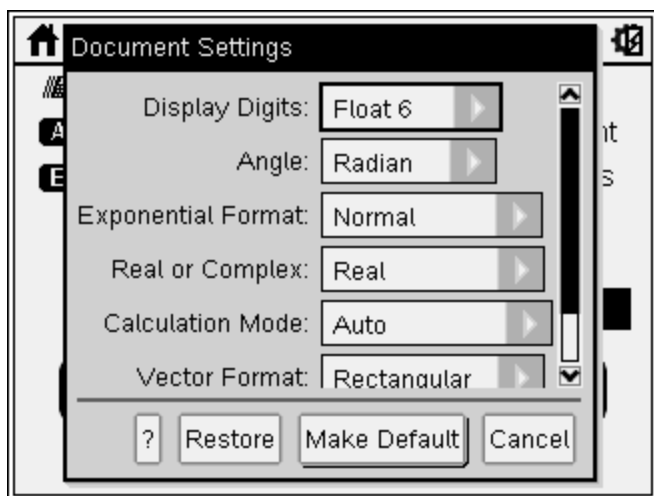 Document Settings
Display Digits: Float 6
A nt
Angle: Radian
E s
Exponential Format: Normal
Real or Complex: Real
Calculation Mode: Auto
Vector Format: Rectangular
? Restore Make Default Cancel